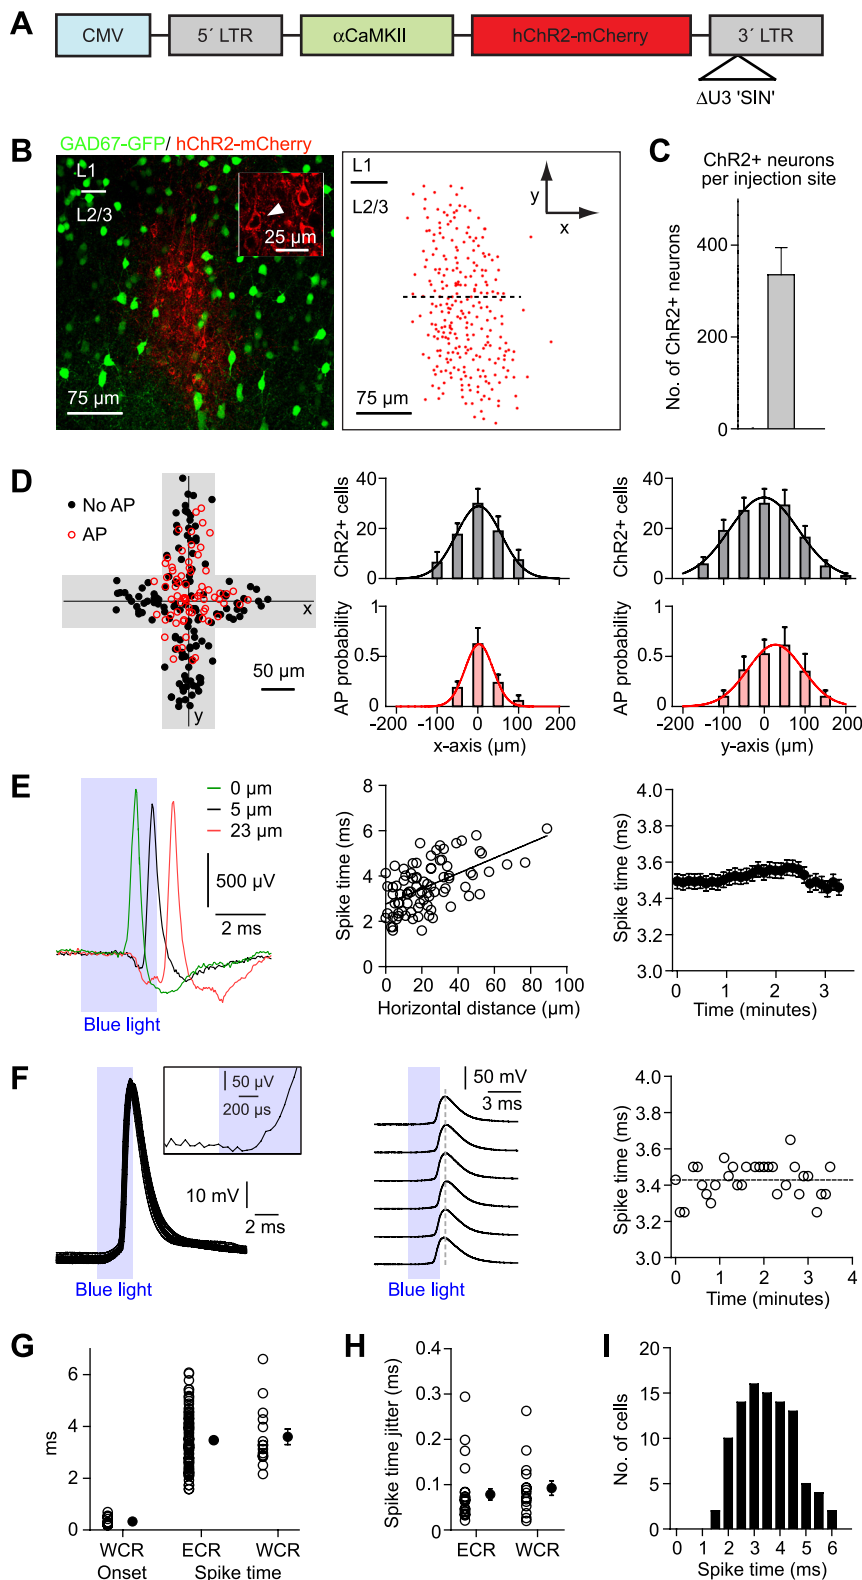 A
CMV
5´ LTR
αCaMKII
hChR2-mCherry
3´ LTR
ΔU3 'SIN'
B
GAD67-GFP/ hChR2-mCherry
L1
L2/3
25 µm
75 µm
L1
L2/3
y
x
75 µm
C
ChR2+ neurons
per injection site
No. of ChR2+ neurons
400
200
0
D
No AP
AP
x
y
50 µm
ChR2+ cells
40
20
0
AP probability
1
0.5
0
-200 -100 0 100 200
x-axis (µm)
ChR2+ cells
40
20
0
AP probability
1
0.5
0
-200 -100 0 100 200
y-axis (µm)
E
0 µm
5 µm
23 µm
500 µV
2 ms
Blue light
Spike time (ms)
8
6
4
2
0
0 20 40 60 80 100
Horizontal distance (µm)
Spike time (ms)
4.0
3.8
3.6
3.4
3.2
3.0
0 1 2 3
Time (minutes)
F
50 µV
200 µs
10 mV
2 ms
Blue light
50 mV
3 ms
Blue light
Spike time (ms)
4.0
3.8
3.6
3.4
3.2
3.0
0 1 2 3 4
Time (minutes)
G
ms
6
4
2
0
WCR ECR WCR
Onset Spike time
H
Spike time jitter (ms)
0.4
0.3
0.2
0.1
0
ECR WCR
I
No. of cells
20
15
10
5
0
0 1 2 3 4 5 6
Spike time (ms)